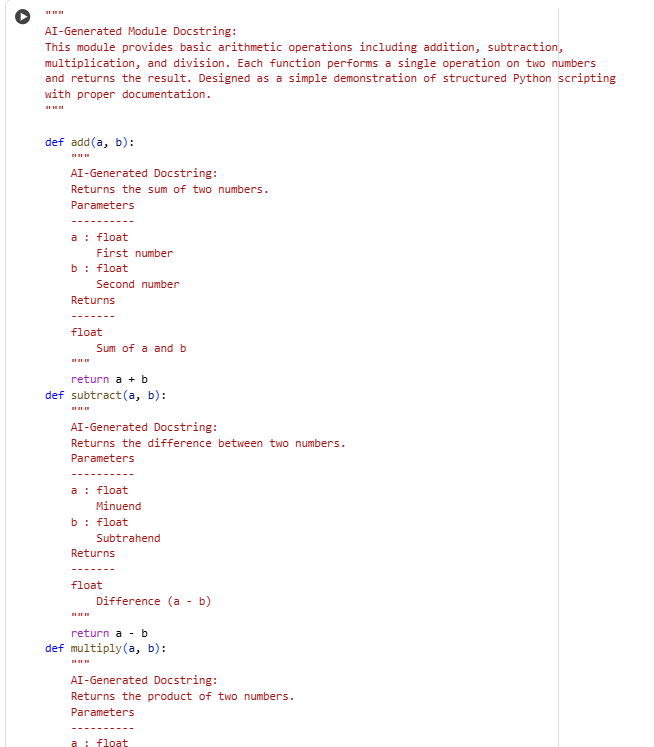 """
AI-Generated Module Docstring:
This module provides basic arithmetic operations including addition, subtraction,
multiplication, and division. Each function performs a single operation on two numbers
and returns the result. Designed as a simple demonstration of structured Python scripting
with proper documentation.
"""
def add(a, b):
"""
AI-Generated Docstring:
Returns the sum of two numbers.
Parameters
----------
a : float
First number
b : float
Second number
Returns
-------
float
Sum of a and b
"""
return a + b
def subtract(a, b):
"""
AI-Generated Docstring:
Returns the difference between two numbers.
Parameters
----------
a : float
Minuend
b : float
Subtrahend
Returns
-------
float
Difference (a - b)
"""
return a - b
def multiply(a, b):
"""
AI-Generated Docstring:
Returns the product of two numbers.
Parameters
----------
a : float